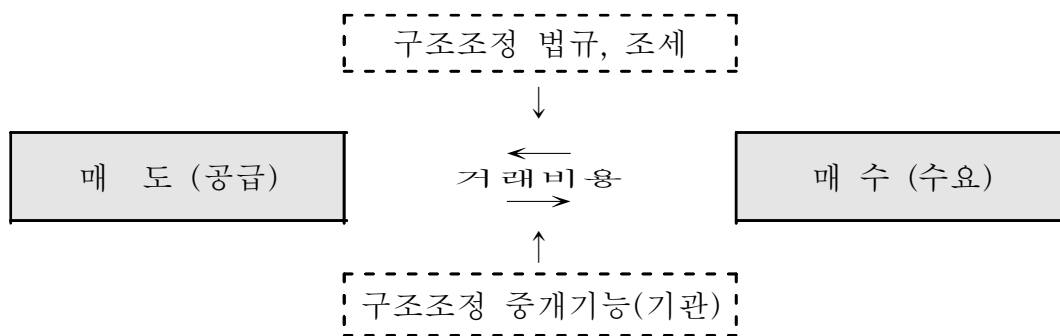 구조조정 법규, 조세
매 도 (공급)
거래비용
매 수 (수요)
구조조정 중개기능(기관)